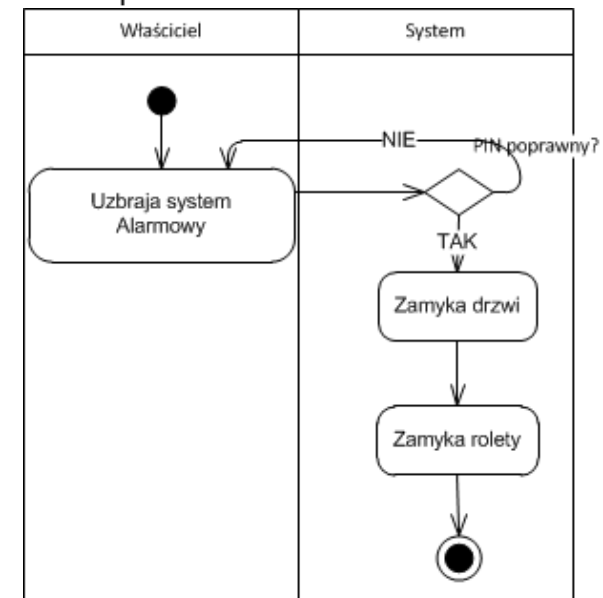 Właściciel
System
NIE
PIN poprawny?
Uzbraja system
Alarmowy
TAK
Zamyka drzwi
Zamyka rolety